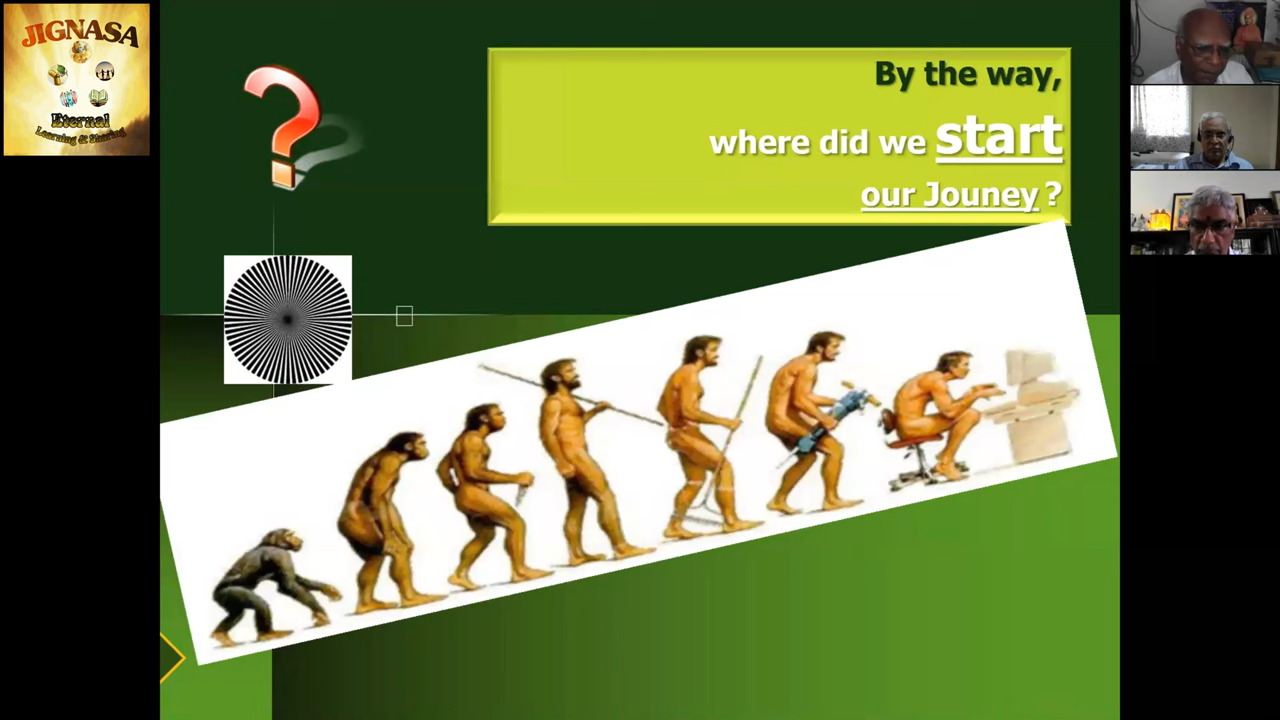 JIGNASA
Eternal
Learning & Sharing
By the way,
where did we start
our Jouney ?